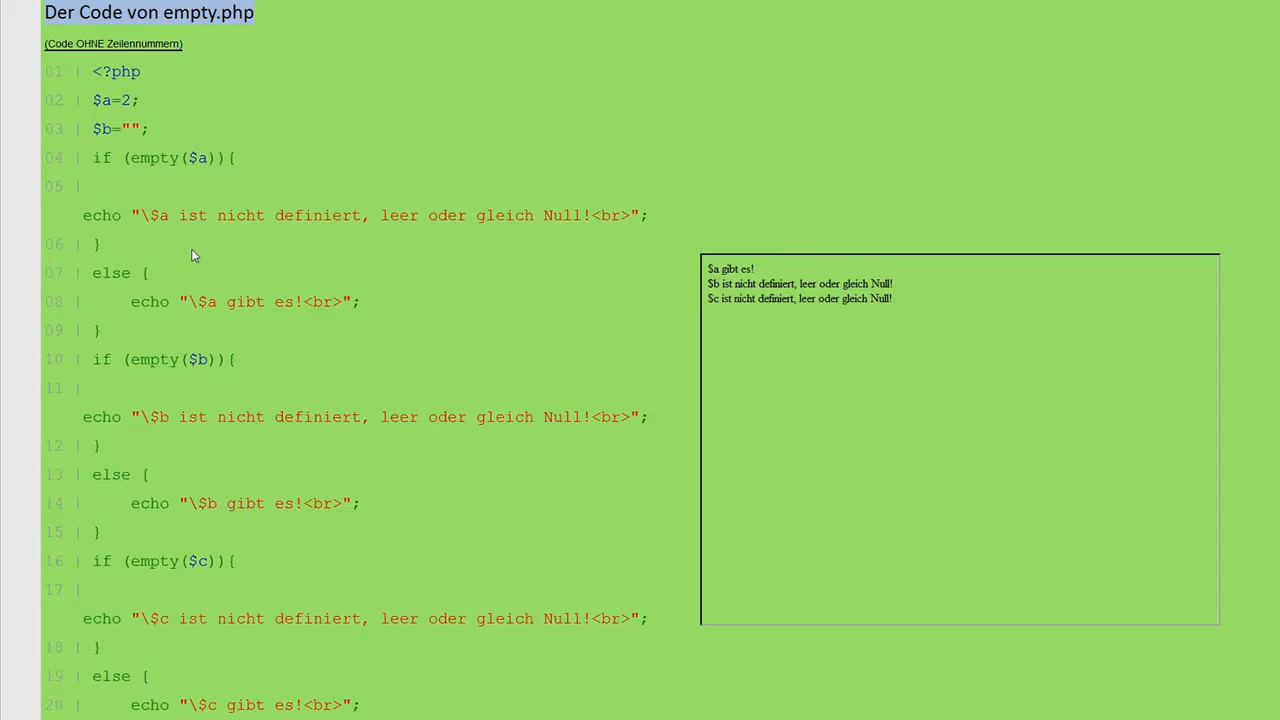 Der Code von empty.php
(Code OHNE Zeilennummern)
01 | <?php
02 | $a=2;
03 | $b="";
04 | if (empty($a)){
05 |
echo "\$a ist nicht definiert, leer oder gleich Null!<br>";
06 | }
07 | else {
08 |     echo "\$a gibt es!<br>";
09 | }
10 | if (empty($b)){
11 |
echo "\$b ist nicht definiert, leer oder gleich Null!<br>";
12 | }
13 | else {
14 |     echo "\$b gibt es!<br>";
15 | }
16 | if (empty($c)){
17 |
echo "\$c ist nicht definiert, leer oder gleich Null!<br>";
18 | }
19 | else {
20 |     echo "\$c gibt es!<br>";
$a gibt es!
$b ist nicht definiert, leer oder gleich Null!
$c ist nicht definiert, leer oder gleich Null!